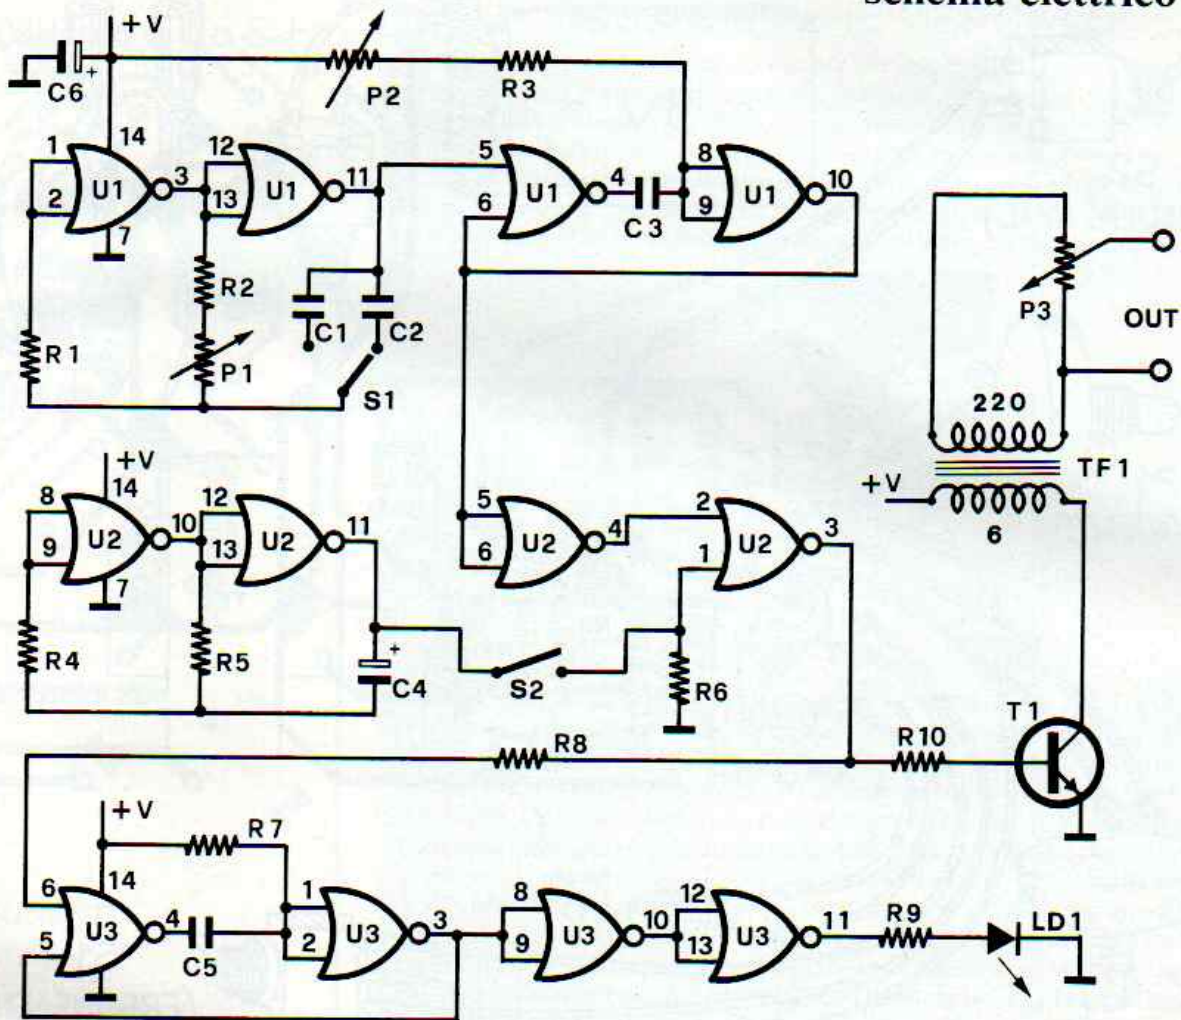 schema elettrico
+V
C6 +
P2
R3
14
1 12 5 8
U1 3 U1 11 U1 4 U1 10
2 13 6 C3 9
7
R2
C1 C2
P3
R1
P1
OUT
S1
220
+V
TF1
14
+V
8 12 5 2
10 11 4 3
U2 U2 U2 U2
6
9 13 6 1
7
R4 R5 + C4 S2 R6
T1
R8 R10
+V
R7
14
6 1 8 12
4 3 10 11 R9 LD1
U3 U3 U3 U3
5 C5 2 9 13